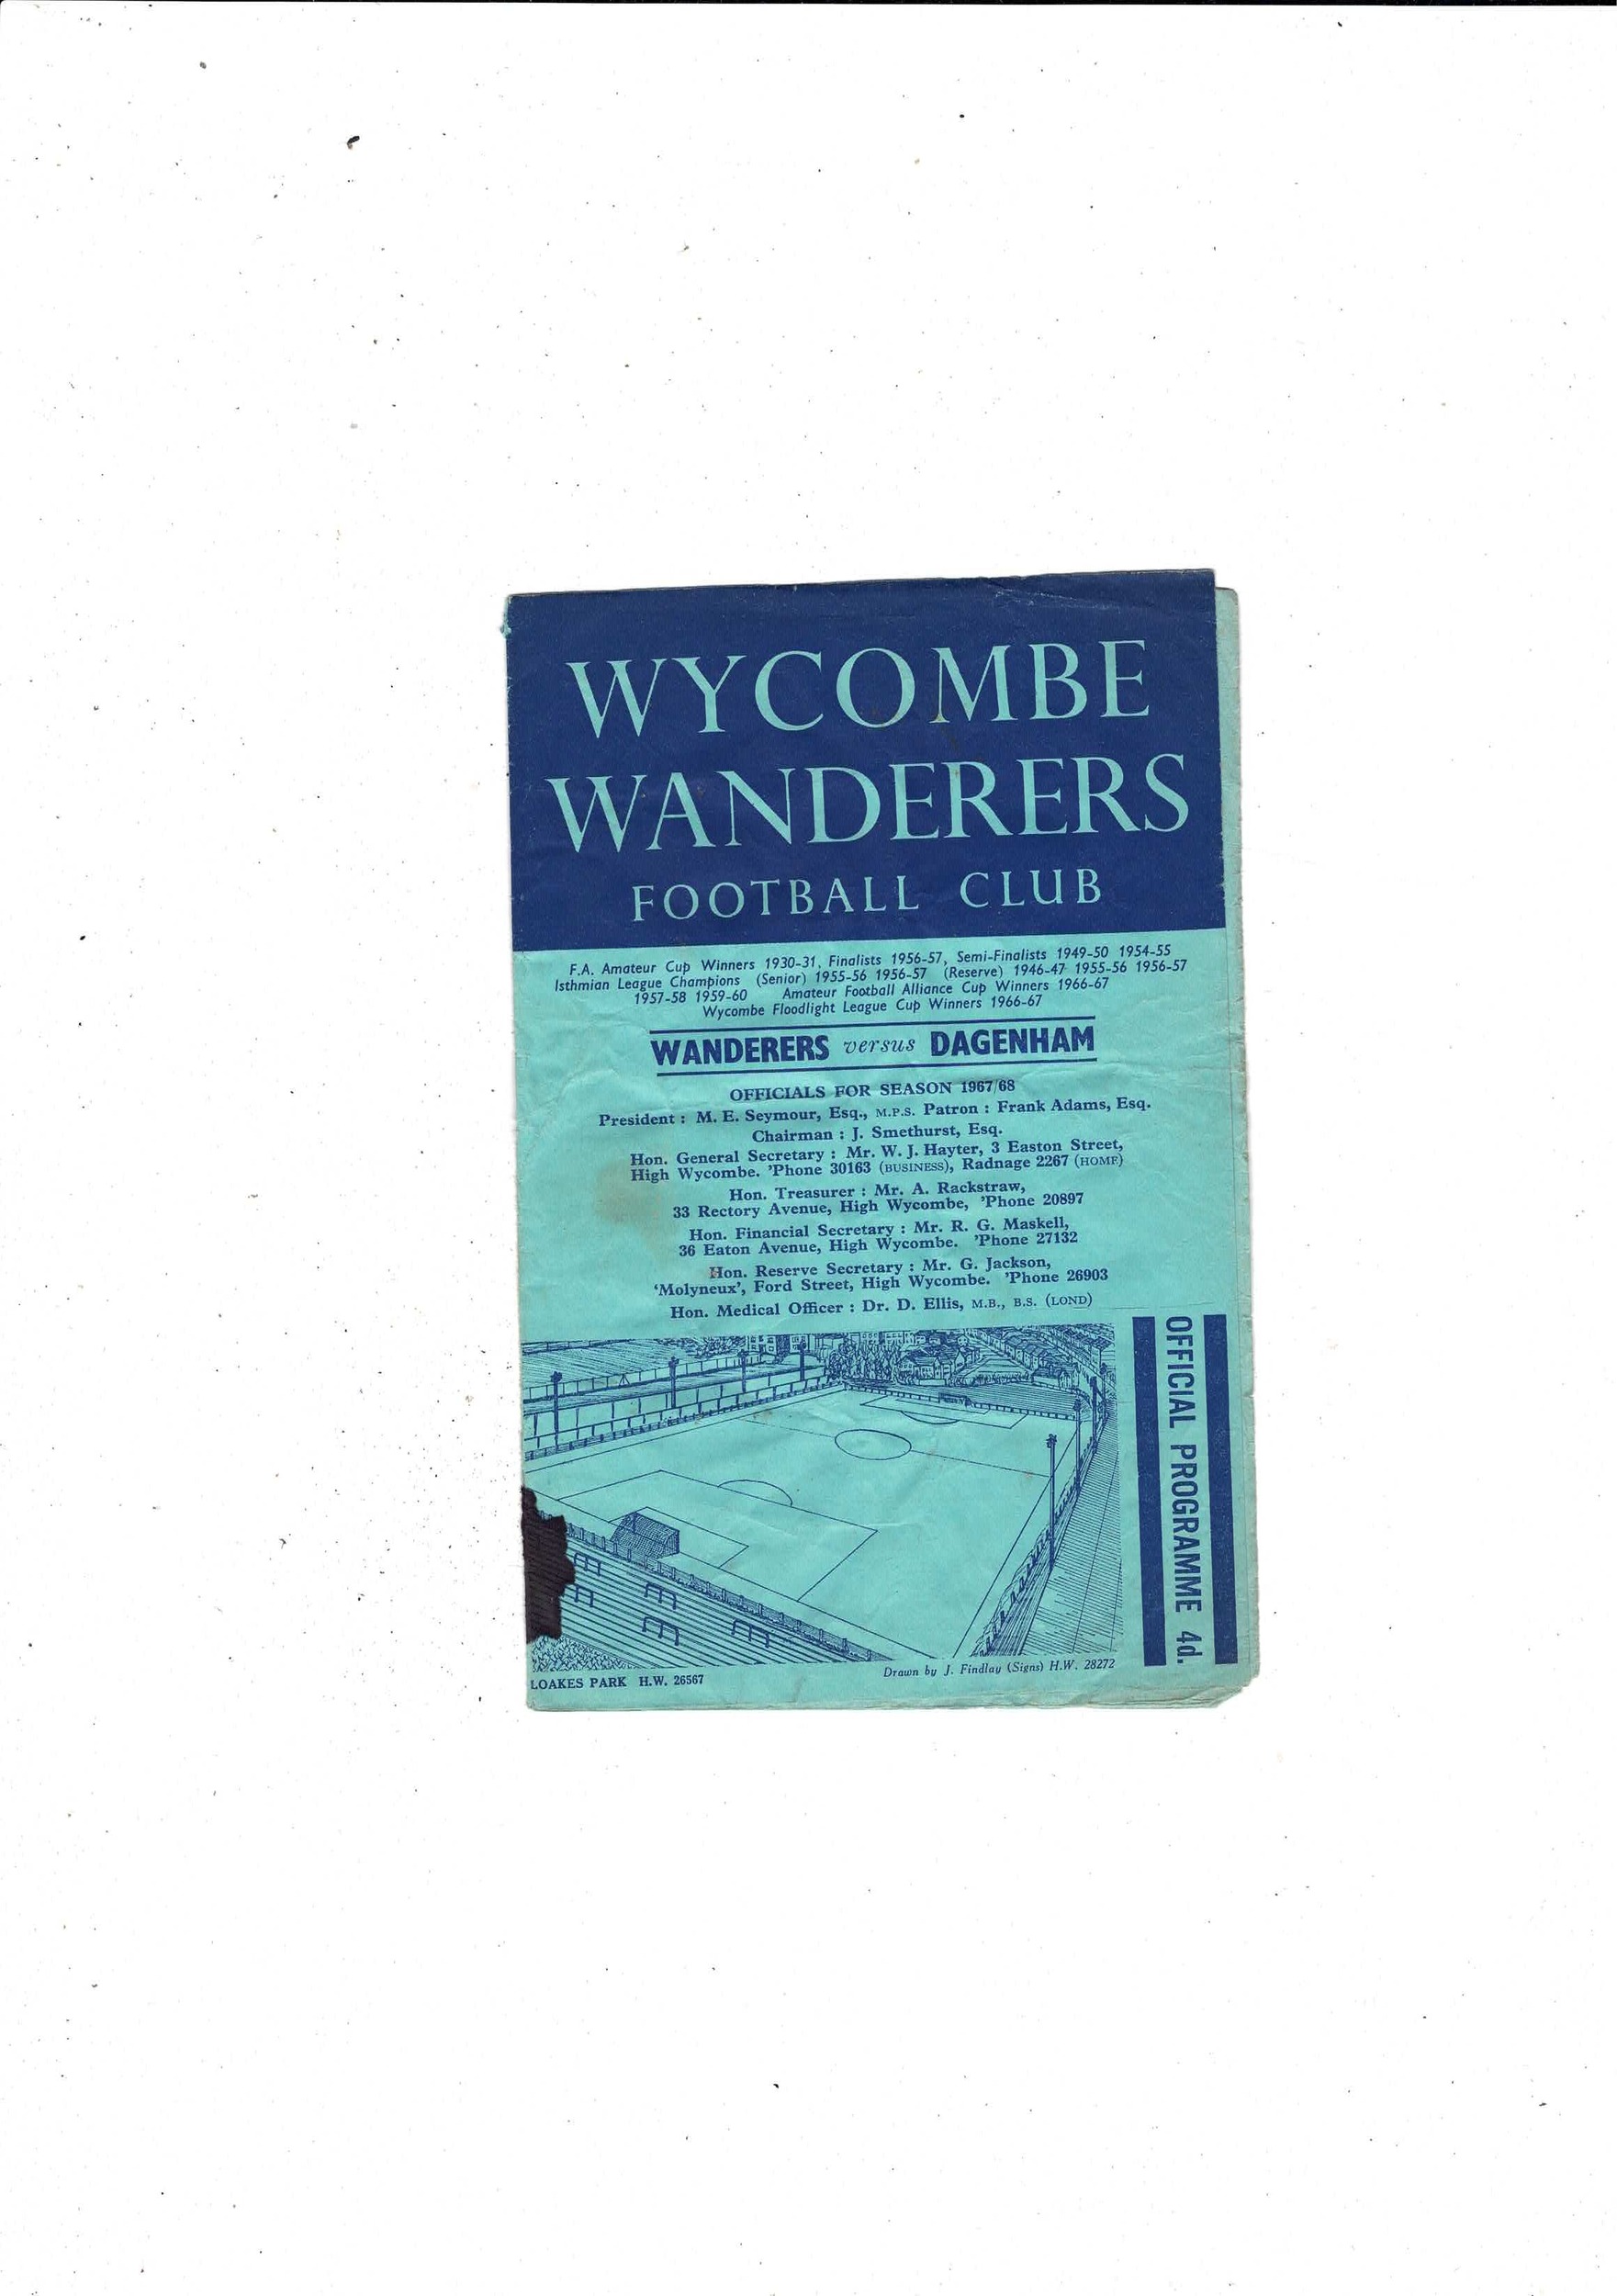 WYCOMBE
WANDERERS
FOOTBALL CLUB
F.A. Amateur Cup Winners 1930-31, Finalists 1956-57, Semi-Finalists 1949-50 1954-55
Isthmian League Champions (Senior) 1955-56 1956-57 (Reserve) 1946-47 1955-56 1956-57
1957-58 1959-60 Amateur Football Alliance Cup Winners 1966-67
Wycombe Floodlight League Cup Winners 1966-67
WANDERERS versus DAGENHAM
OFFICIALS FOR SEASON 1967/68
President : M. E. Seymour, Esq., M.P.S. Patron : Frank Adams, Esq.
Chairman : J. Smethurst, Esq.
Hon. General Secretary : Mr. W. J. Hayter, 3 Easton Street,
High Wycombe. 'Phone 30163 (BUSINESS), Radnage 2267 (HOME)
Hon. Treasurer : Mr. A. Rackstraw,
33 Rectory Avenue, High Wycombe, 'Phone 20897
Hon. Financial Secretary : Mr. R. G. Maskell,
36 Eaton Avenue, High Wycombe. 'Phone 27132
Hon. Reserve Secretary : Mr. G. Jackson,
'Molyneux', Ford Street, High Wycombe. 'Phone 26903
Hon. Medical Officer : Dr. D. Ellis, M.B., B.S. (LOND)
OFFICIAL PROGRAMME 4d.
LOAKES PARK H.W. 26567
Drawn by J. Findlay (Signs) H.W. 28272